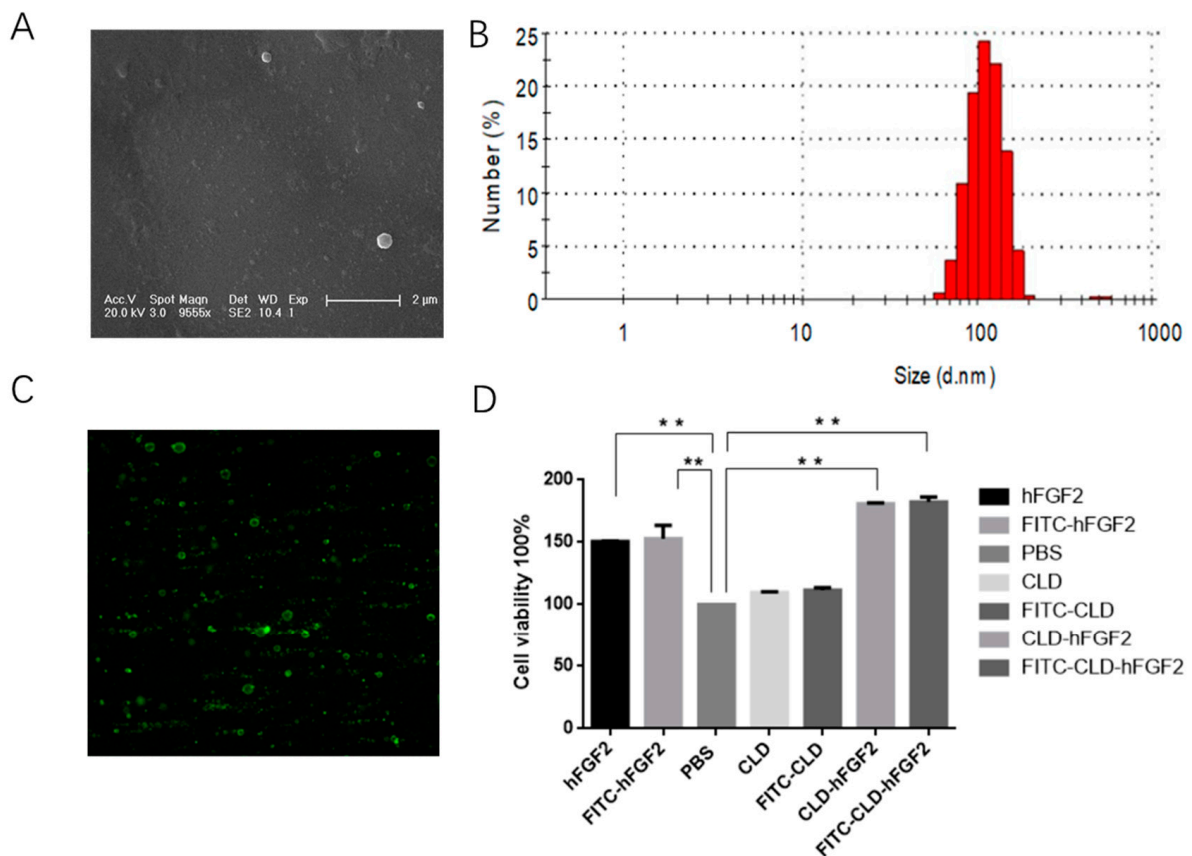 A
Acc.V Spot Magn Det WD Exp
20.0 kV 3.0 9555x SE2 10.4 1
2 µm
B
25
20
15
10
5
0
Number (%)
1 10 100 1000
Size (d.nm)
C
D
** **
** **
200
150
100
50
0
Cell viability 100%
hFGF2
FITC-hFGF2
PBS
CLD
FITC-CLD
CLD-hFGF2
FITC-CLD-hFGF2
hFGF2
FITC-hFGF2
PBS
CLD
FITC-CLD
CLD-hFGF2
FITC-CLD-hFGF2